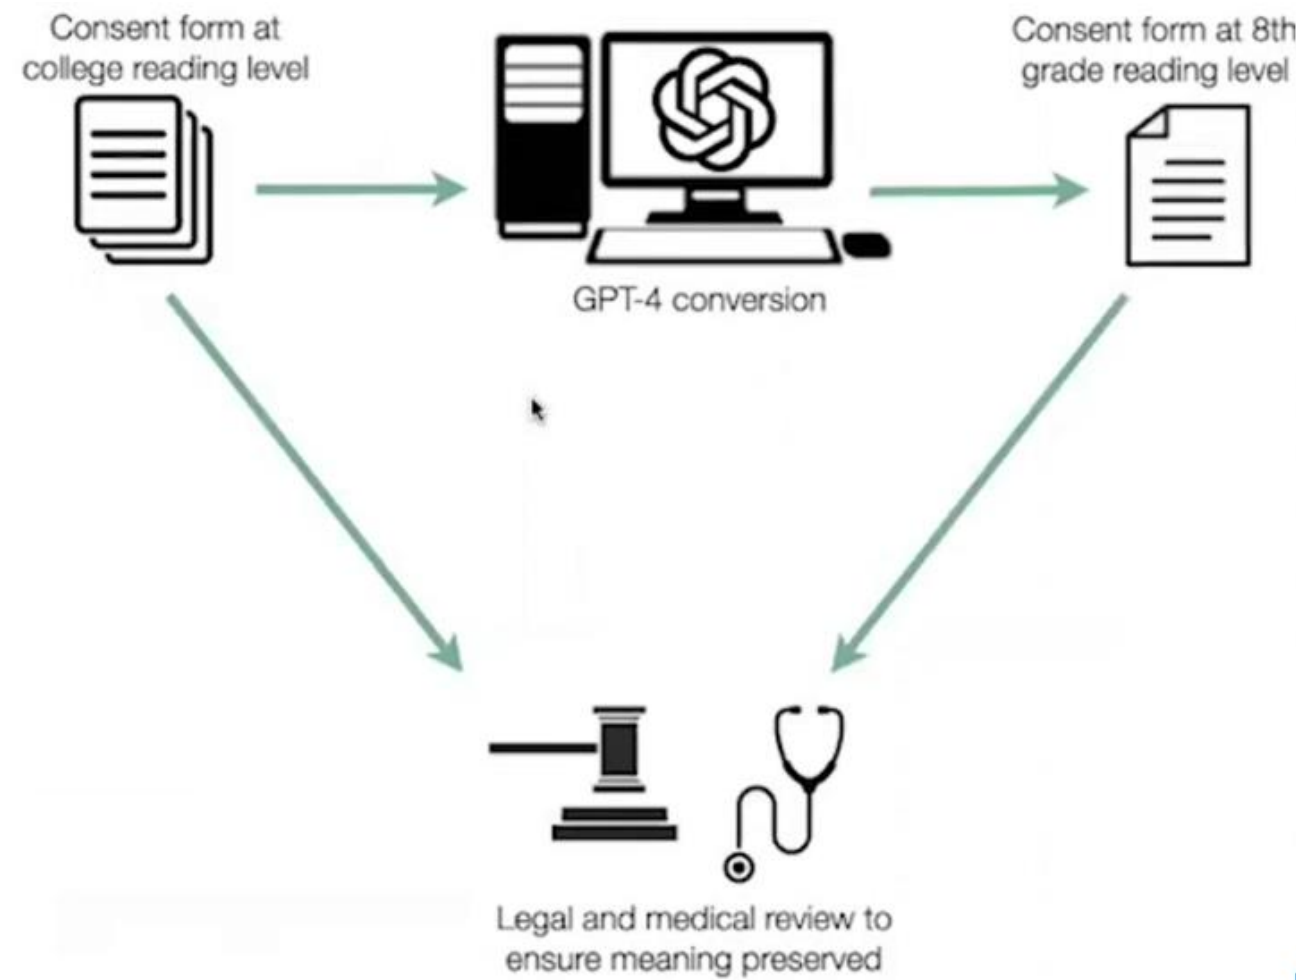 Consent form at
college reading level
GPT-4 conversion
Consent form at 8th
grade reading level
Legal and medical review to
ensure meaning preserved